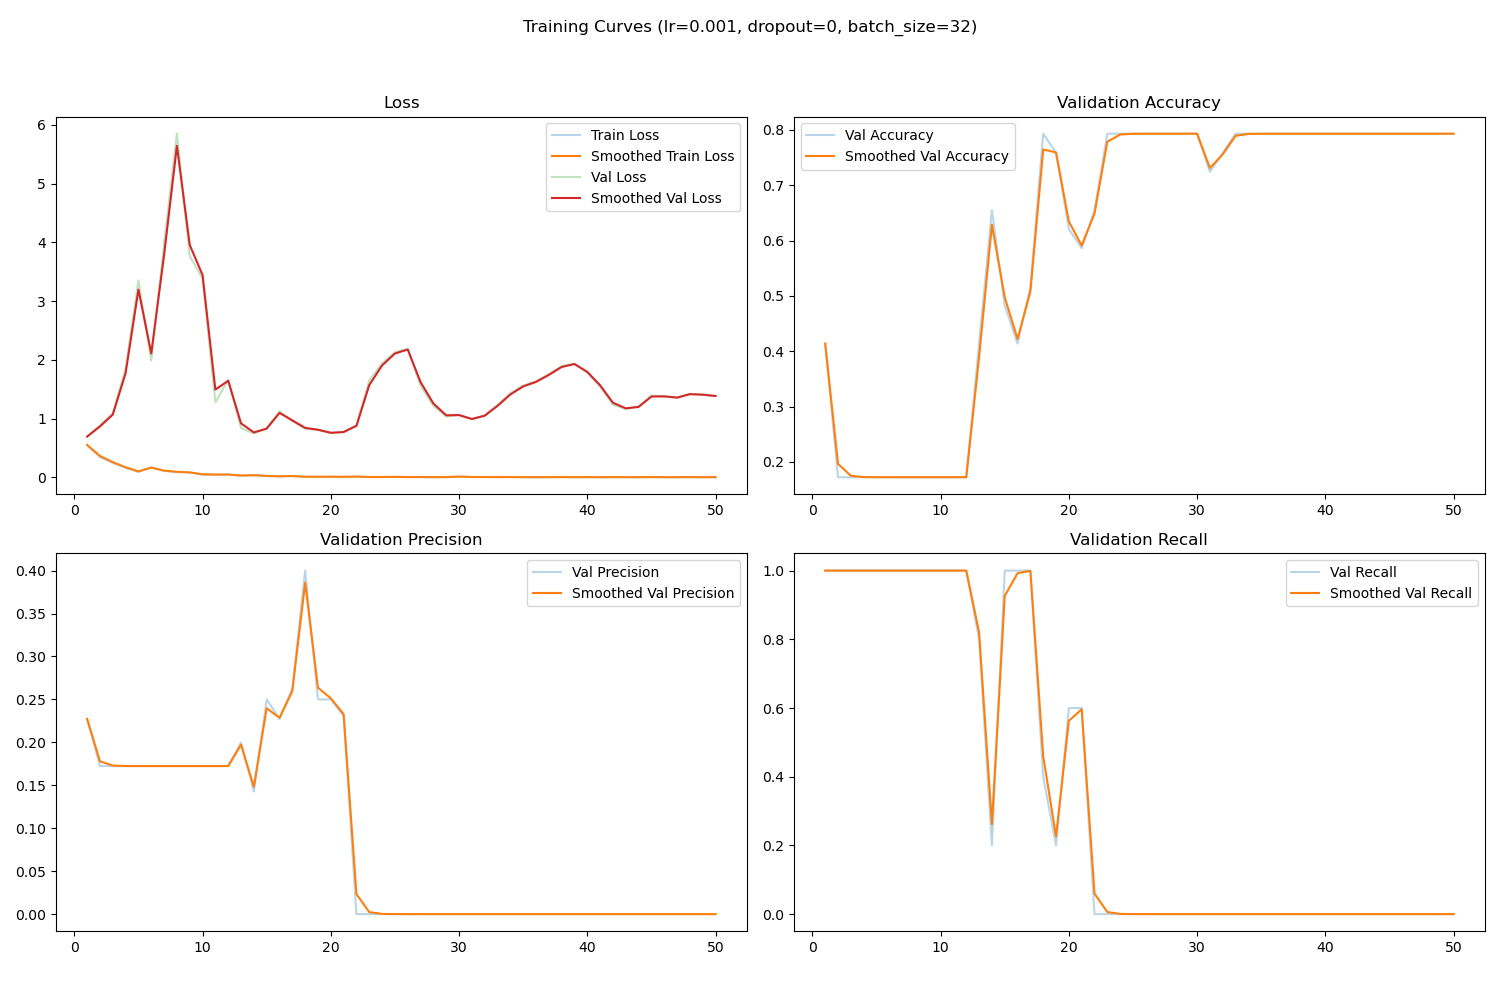 Training Curves (lr=0.001, dropout=0, batch_size=32)
Loss
6
5
4
3
2
1
0
0 10 20 30 40 50
Train Loss
Smoothed Train Loss
Val Loss
Smoothed Val Loss
Validation Accuracy
0.8
0.7
0.6
0.5
0.4
0.3
0.2
0 10 20 30 40 50
Val Accuracy
Smoothed Val Accuracy
Validation Precision
0.40
0.35
0.30
0.25
0.20
0.15
0.10
0.05
0.00
0 10 20 30 40 50
Val Precision
Smoothed Val Precision
Validation Recall
1.0
0.8
0.6
0.4
0.2
0.0
0 10 20 30 40 50
Val Recall
Smoothed Val Recall